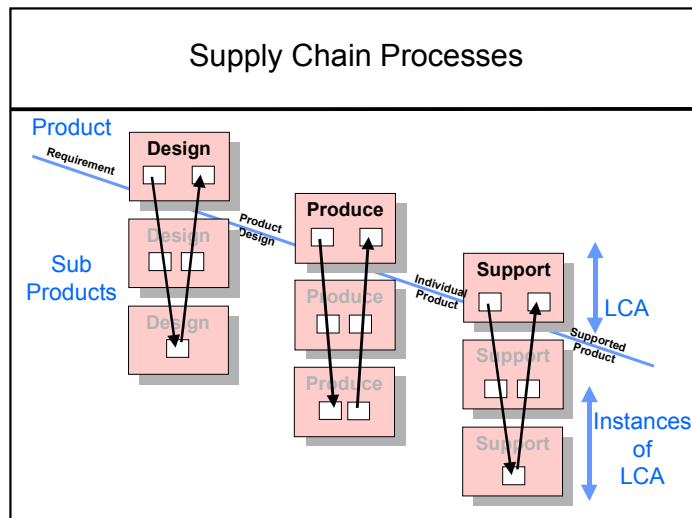 Supply Chain Processes
Product
Requirement
Design
Product
Design
Produce
Individual
Product
Support
Supported
Product
LCA
Sub
Products
Design
Design
Produce
Produce
Support
Support
Instances
of
LCA